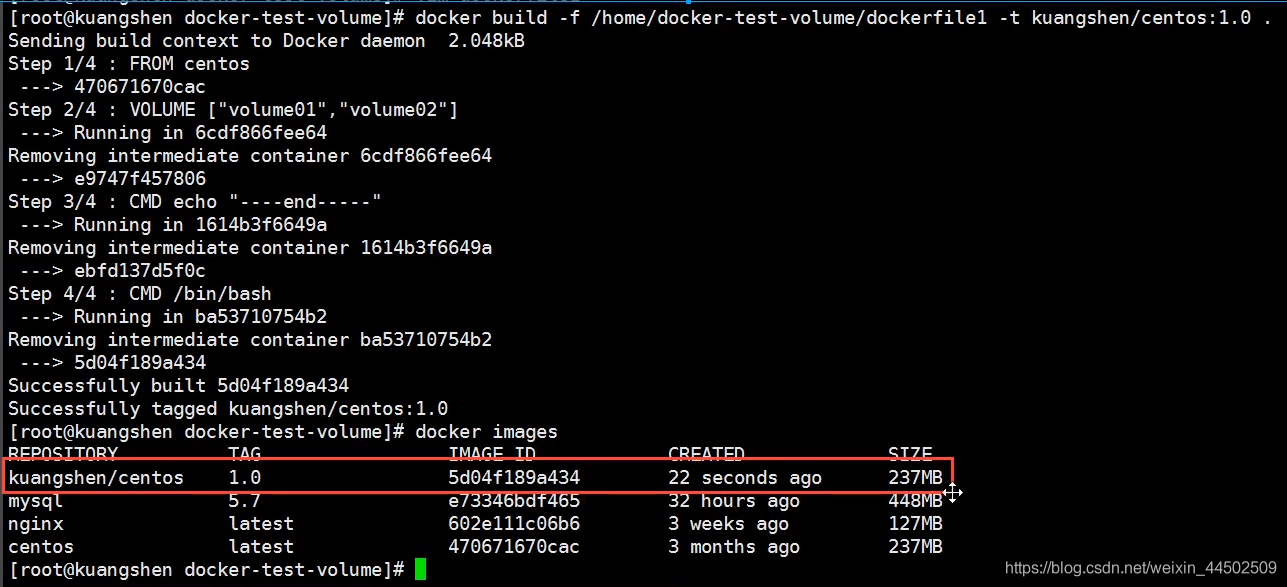 [root@kuangshen docker-test-volume]# docker build -f /home/docker-test-volume/dockerfile1 -t kuangshen/centos:1.0 .
Sending build context to Docker daemon  2.048kB
Step 1/4 : FROM centos
 ---> 470671670cac
Step 2/4 : VOLUME ["volume01","volume02"]
 ---> Running in 6cdf866fee64
Removing intermediate container 6cdf866fee64
 ---> e9747f457806
Step 3/4 : CMD echo "----end-----"
 ---> Running in 1614b3f6649a
Removing intermediate container 1614b3f6649a
 ---> ebfd137d5f0c
Step 4/4 : CMD /bin/bash
 ---> Running in ba53710754b2
Removing intermediate container ba53710754b2
 ---> 5d04f189a434
Successfully built 5d04f189a434
Successfully tagged kuangshen/centos:1.0
[root@kuangshen docker-test-volume]# docker images
REPOSITORY          TAG                 IMAGE ID            CREATED             SIZE
kuangshen/centos    1.0                 5d04f189a434        22 seconds ago      237MB
mysql               5.7                 e73346bdf465        32 hours ago        448MB
nginx               latest              602e111c06b6        3 weeks ago         127MB
centos              latest              470671670cac        3 months ago        237MB
[root@kuangshen docker-test-volume]#
https://blog.csdn.net/weixin_44502509